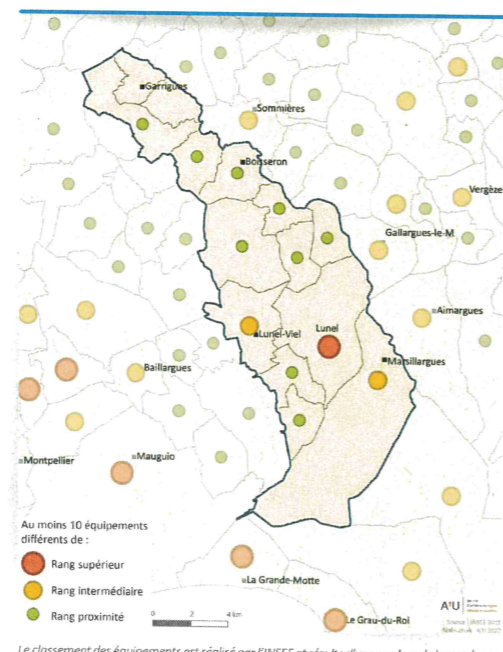 Garrigues
Sommières
Boisseron
Vergèze
Gallargues-le-M
Aimargues
Lunel-Viel
Lunel
Marsillargues
Baillargues
Montpellier
Mauguio
Au moins 10 équipements
différents de :
Rang supérieur
Rang intermédiaire
Rang proximité
0 2 4 km
La Grande-Motte
Le Grau-du-Roi
A'U
Le classement des équipements est réalisé par l'INSEE et